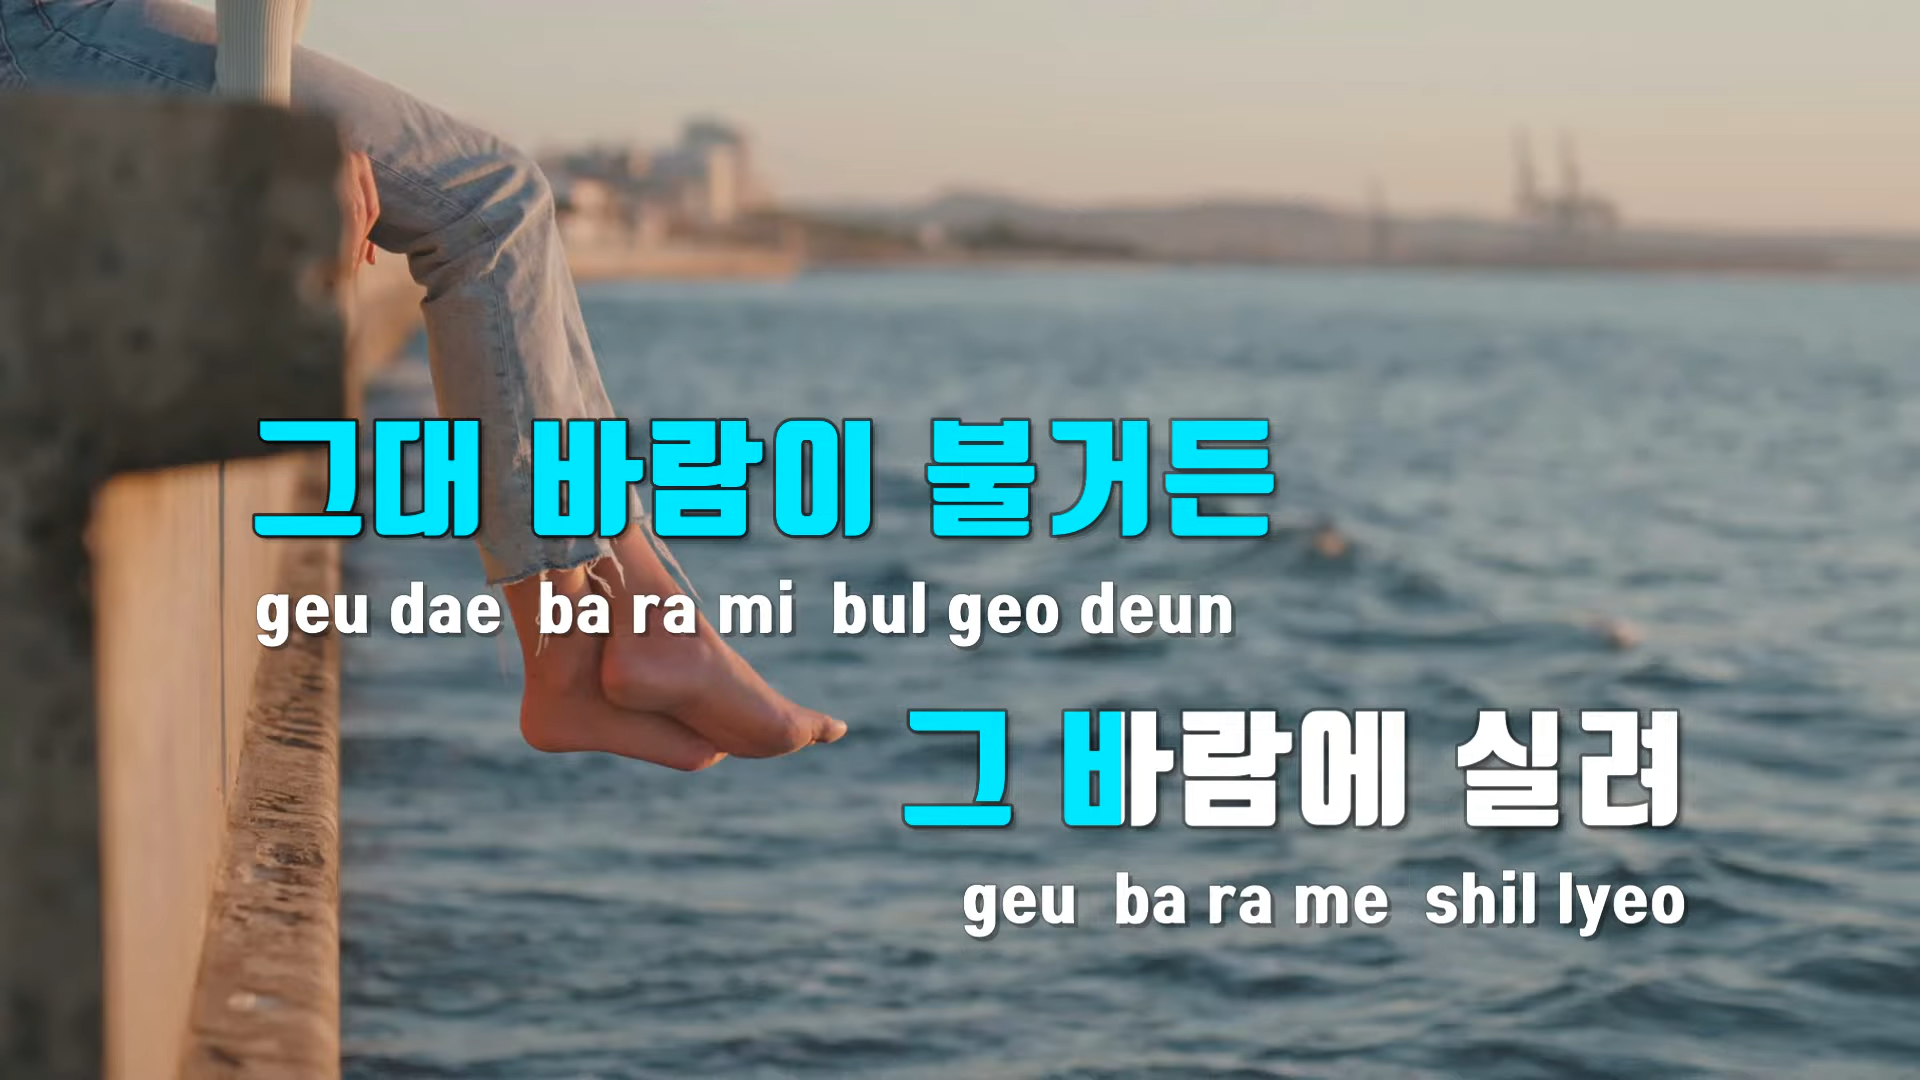 그대 바람이 불거든
geu dae ba ra mi bul geo deun
그 바람에 실려
geu ba ra me shil lyeo